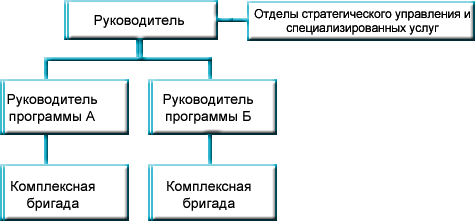 Руководитель
Отделы стратегического управления и
специализированных услуг
Руководитель
программы А
Руководитель
программы Б
Комплексная
бригада
Комплексная
бригада